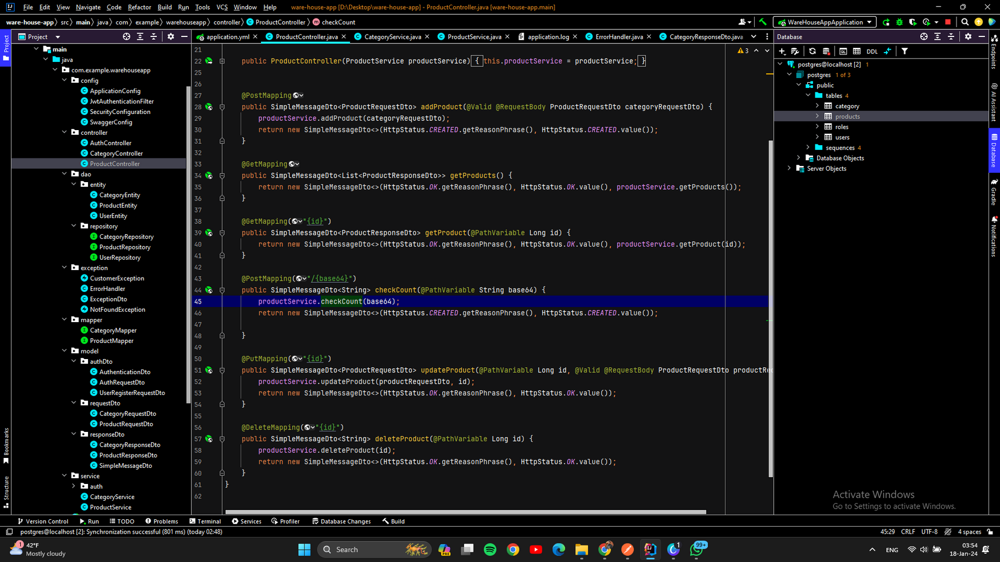 File Edit View Navigate Code Refactor Build Run Tools VCS Window Help ware-house-app [D:\Desktop\ware-house-app] - ProductController.java [ware-house-app.main]
ware-house-app src main java com example warehouseapp controller ProductController checkCount
WareHouseAppApplication
Project
application.yml ProductController.java CategoryService.java ProductService.java application.log ErrorHandler.java CategoryResponseDto.java
Database
DDL
Project
Bookmarks
Structure
main
java
com.example.warehouseapp
config
ApplicationConfig
JwtAuthenticationFilter
SecurityConfiguration
SwaggerConfig
controller
AuthController
CategoryController
ProductController
dao
entity
CategoryEntity
ProductEntity
UserEntity
repository
CategoryRepository
ProductRepository
UserRepository
exception
CustomerException
ErrorHandler
ExceptionDto
NotFoundException
mapper
CategoryMapper
ProductMapper
model
authDto
AuthenticationDto
AuthRequestDto
UserRegisterRequestDto
requestDto
CategoryRequestDto
ProductRequestDto
responseDto
CategoryResponseDto
ProductResponseDto
SimpleMessageDto
service
auth
CategoryService
ProductService
3
21
22 public ProductController(ProductService productService) { this.productService = productService; }
25
26
27 @PostMapping
28 public SimpleMessageDto<ProductRequestDto> addProduct(@Valid @RequestBody ProductRequestDto categoryRequestDto) {
29 productService.addProduct(categoryRequestDto);
30 return new SimpleMessageDto<>(HttpStatus.CREATED.getReasonPhrase(), HttpStatus.CREATED.value());
31 }
32
33 @GetMapping
34 public SimpleMessageDto<List<ProductResponseDto>> getProducts() {
35 return new SimpleMessageDto<>(HttpStatus.OK.getReasonPhrase(), HttpStatus.OK.value(), productService.getProducts());
36 }
37
38 @GetMapping("{id}")
39 public SimpleMessageDto<ProductResponseDto> getProduct(@PathVariable Long id) {
40 return new SimpleMessageDto<>(HttpStatus.OK.getReasonPhrase(), HttpStatus.OK.value(), productService.getProduct(id));
41 }
42
43 @PostMapping("/{base64}")
44 public SimpleMessageDto<String> checkCount(@PathVariable String base64) {
45 productService.checkCount(base64);
46 return new SimpleMessageDto<>(HttpStatus.CREATED.getReasonPhrase(), HttpStatus.CREATED.value());
47
48 }
49
50 @PutMapping("{id}")
51 public SimpleMessageDto<ProductRequestDto> updateProduct(@PathVariable Long id, @Valid @RequestBody ProductRequestDto productRe
52 productService.updateProduct(productRequestDto, id);
53 return new SimpleMessageDto<>(HttpStatus.OK.getReasonPhrase(), HttpStatus.OK.value());
54 }
55
56 @DeleteMapping("{id}")
57 public SimpleMessageDto<String> deleteProduct(@PathVariable Long id) {
58 productService.deleteProduct(id);
59 return new SimpleMessageDto<>(HttpStatus.OK.getReasonPhrase(), HttpStatus.OK.value());
60 }
61 }
62
postgres@localhost [2] 1
postgres 1 of 3
public
tables 4
category
products
roles
users
sequences 4
Database Objects
Server Objects
Endpoints
AI Assistant
Database
Gradle
Notifications
Activate Windows
Go to Settings to activate Windows.
Version Control Run TODO Problems Terminal Services Profiler Database Changes Build
postgres@localhost [2]: Synchronization successful (801 ms) (today 02:48)
45:29 CRLF UTF-8 4 spaces
1
42°F
Mostly cloudy
Search
PRE
1
99+
ENG
03:54
18-Jan-24